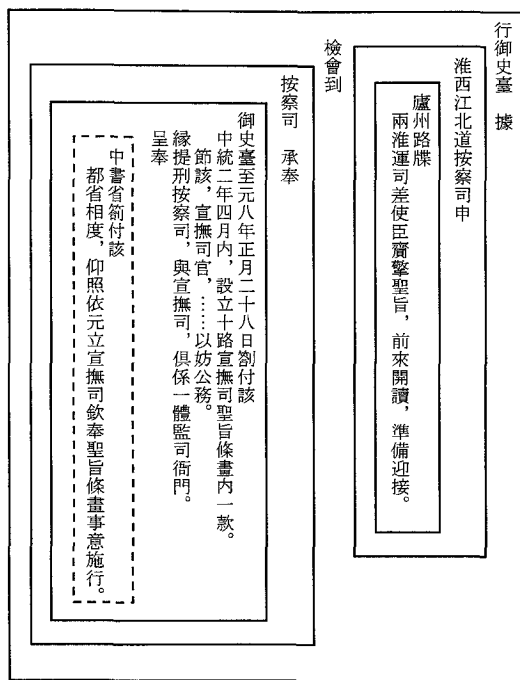 行御史臺　據
淮西江北道按察司申
廬州路牒
兩淮運司差使臣齎擎聖旨，前來開讀，準備迎接。
檢會到
按察司　承奉
御史臺至元八年正月二十八日劄付該
中統二年四月內，設立十路宣撫司聖旨條畫內一款。
節該，宣撫司官，……以妨公務。
緣提刑按察司，與宣撫司，俱係一體監司衙門。
呈奉
中書省劄付該
都省相度，仰照依元立宣撫司欽奉聖旨條畫事意施行。